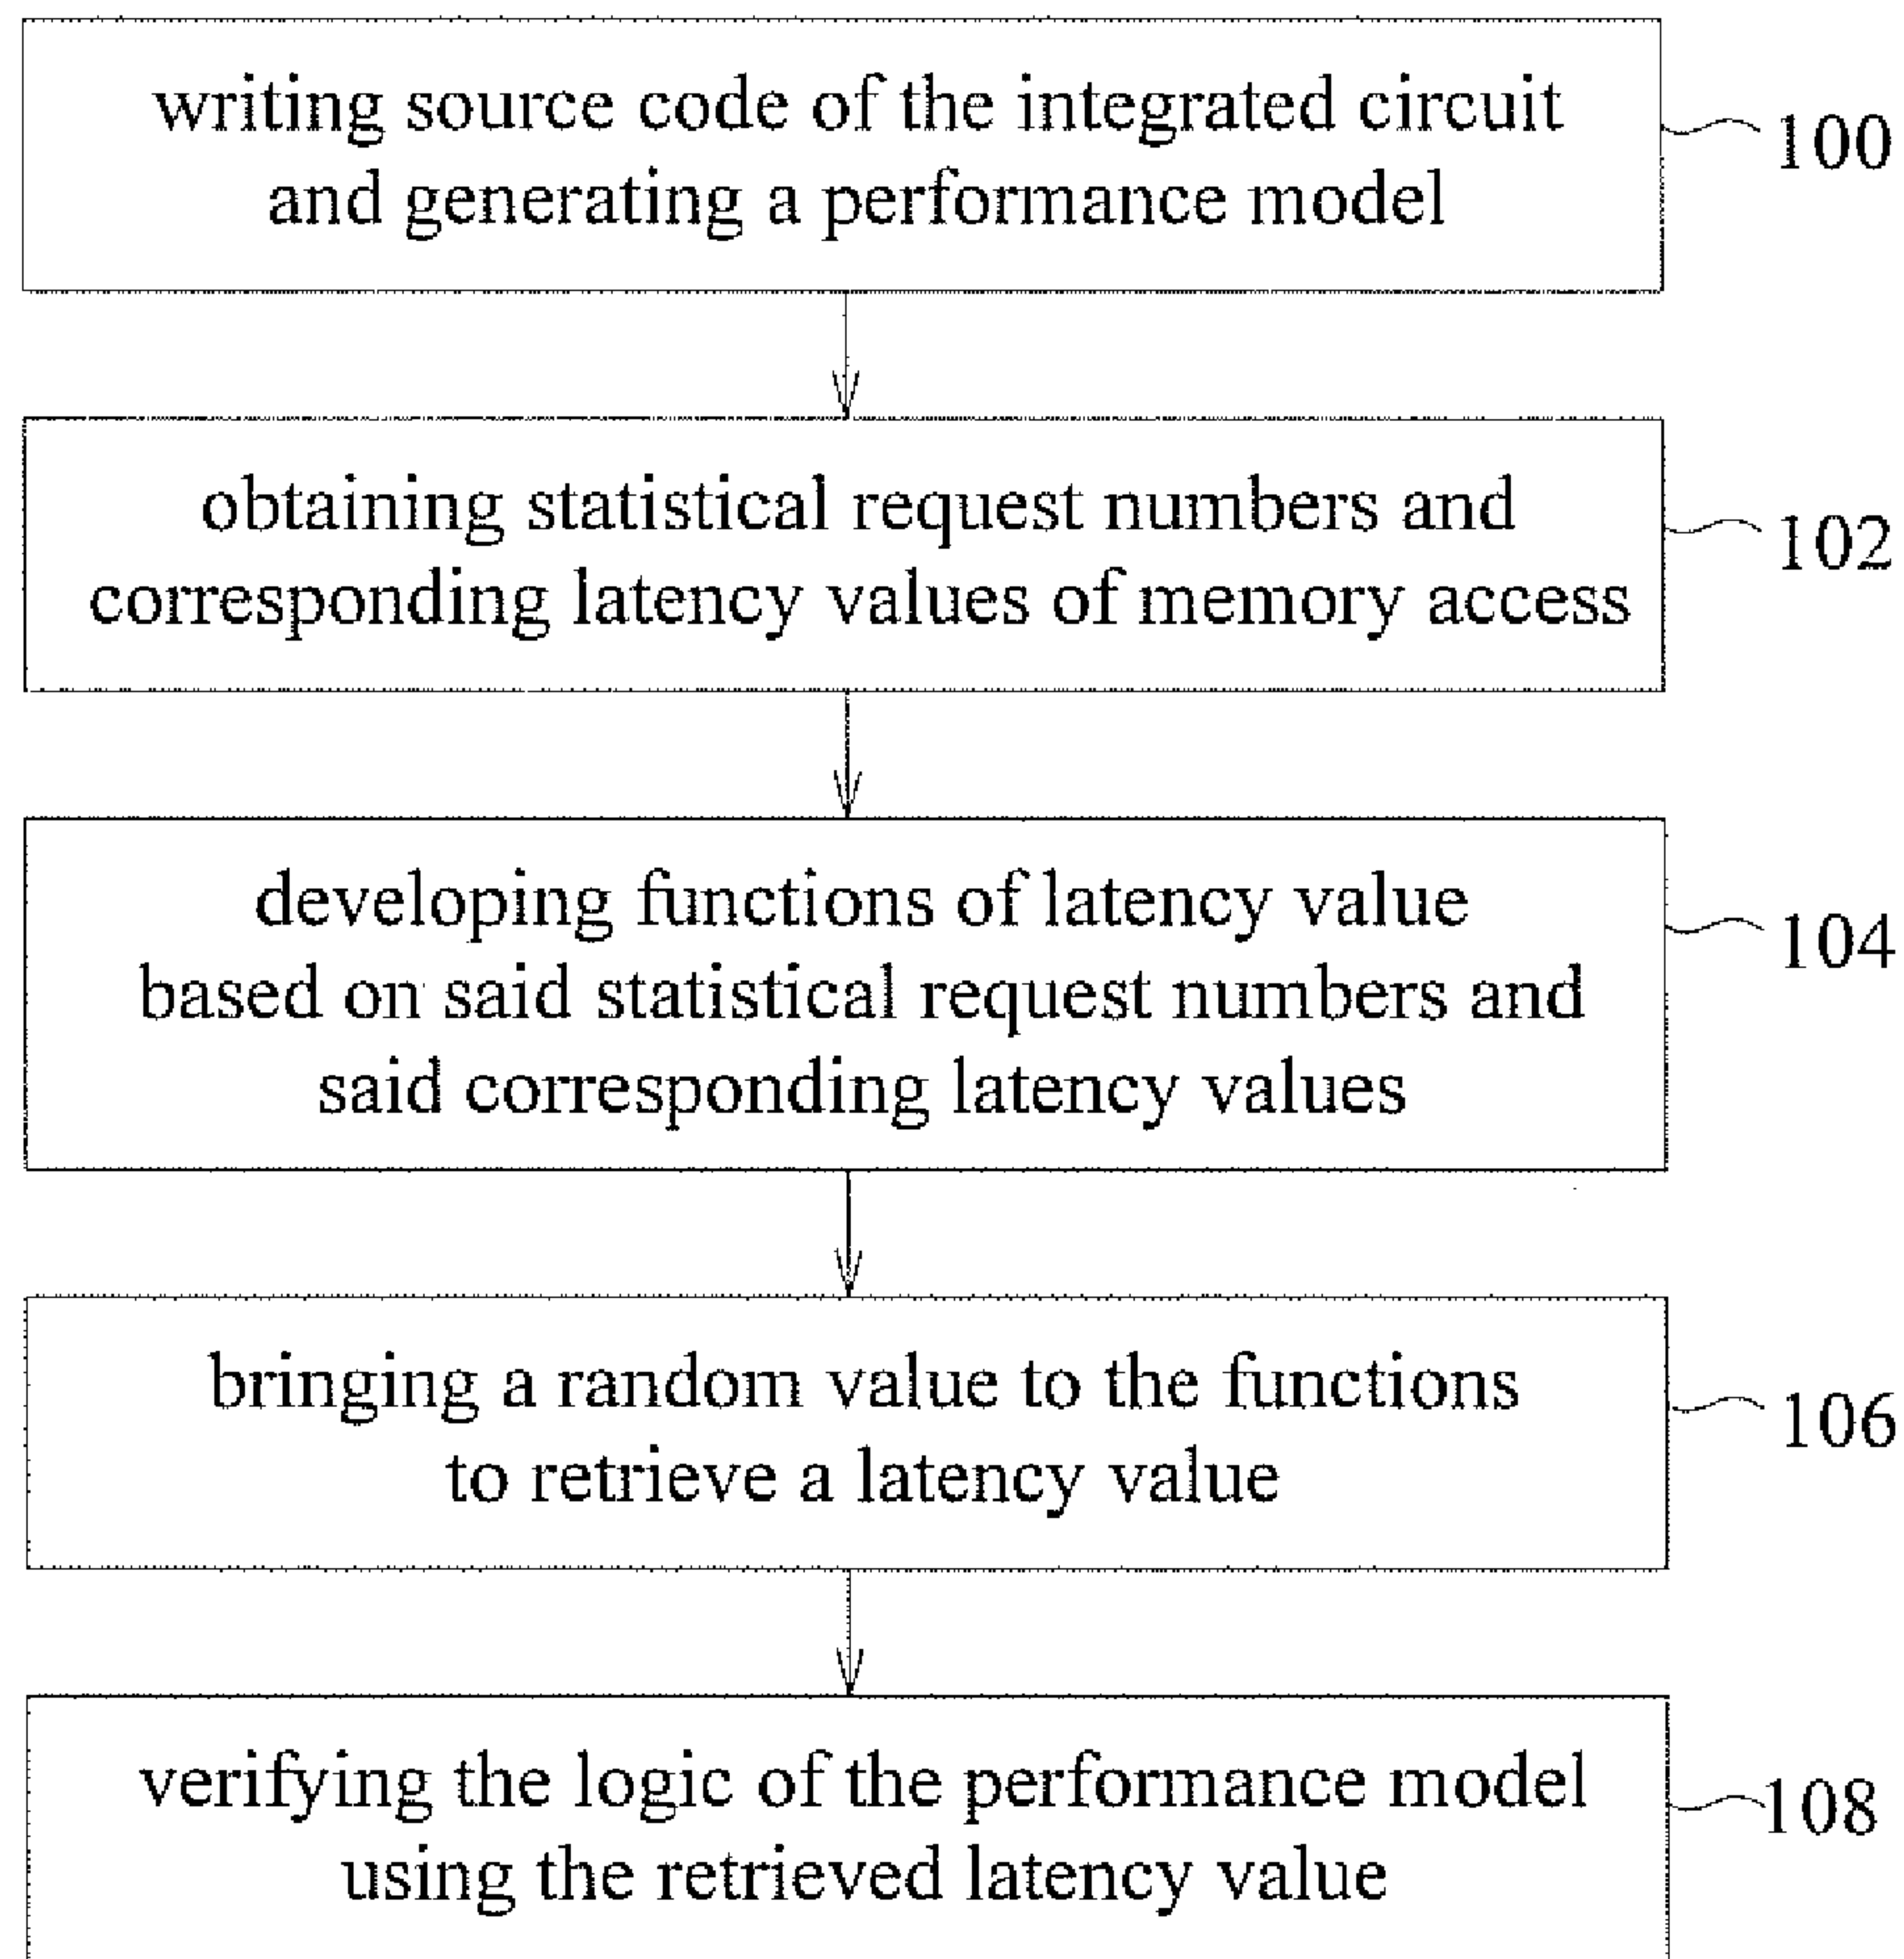 writing source code of the integrated circuit
and generating a performance model
100
obtaining statistical request numbers and
corresponding latency values of memory access
102
developing functions of latency value
based on said statistical request numbers and
said corresponding latency values
104
bringing a random value to the functions
to retrieve a latency value
106
verifying the logic of the performance model
using the retrieved latency value
108